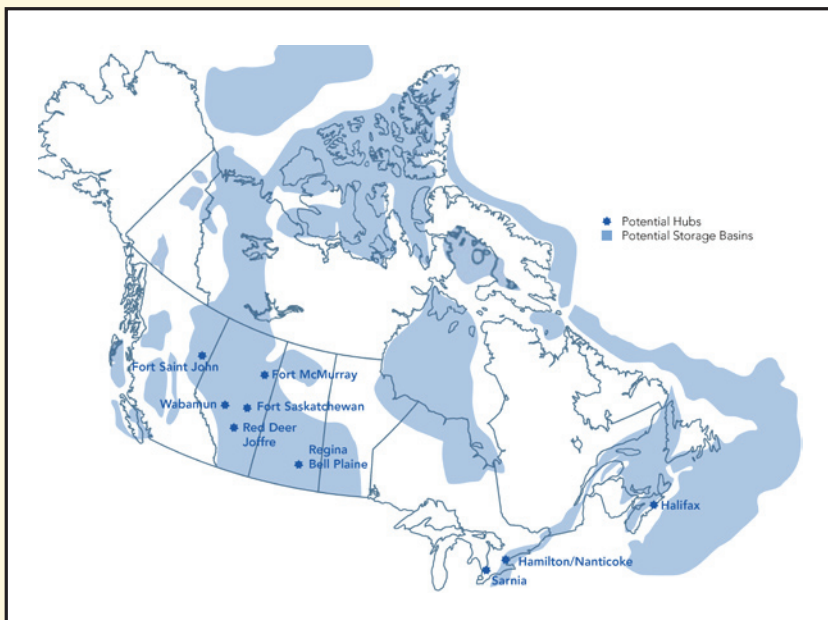 Potential Hubs
Potential Storage Basins
Fort Saint John
Fort McMurray
Wabamun
Fort Saskatchewan
Red Deer
Joffre
Regina
Bell Plaine
Halifax
Hamilton/Nanticoke
Sarnia